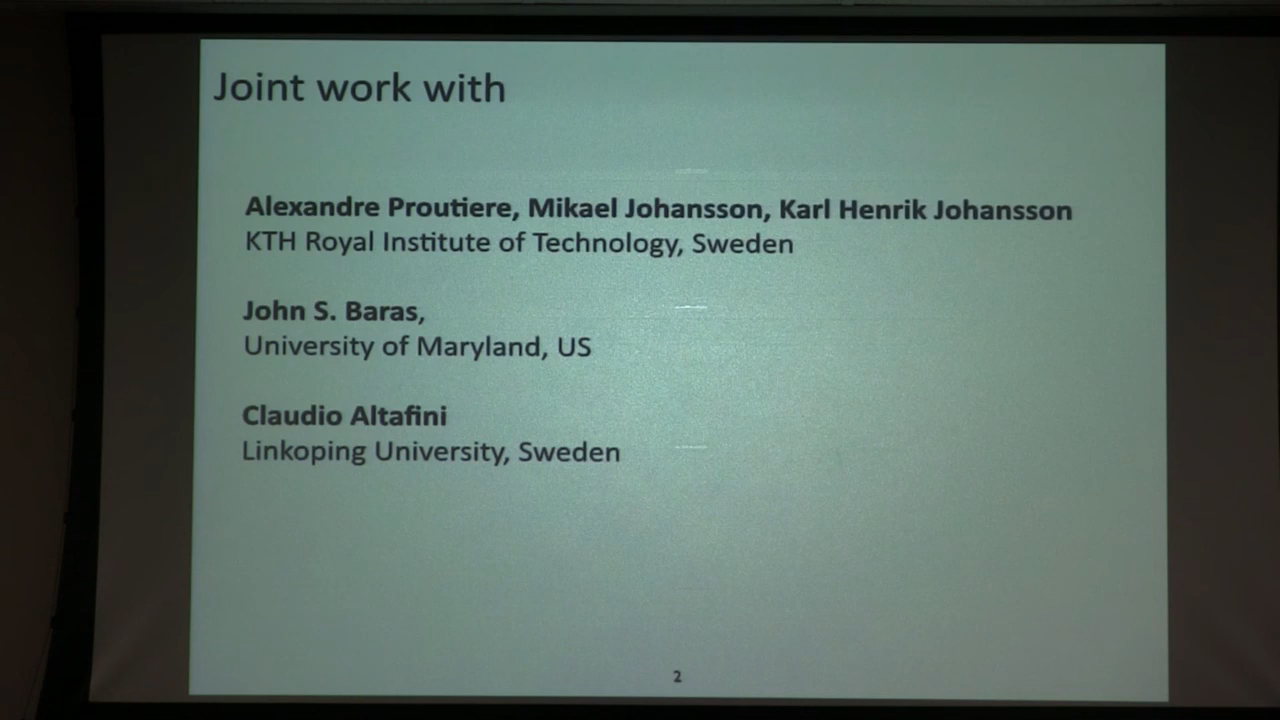 Joint work with
Alexandre Proutiere, Mikael Johansson, Karl Henrik Johansson
KTH Royal Institute of Technology, Sweden
John S. Baras,
University of Maryland, US
Claudio Altafini
Linkoping University, Sweden
2